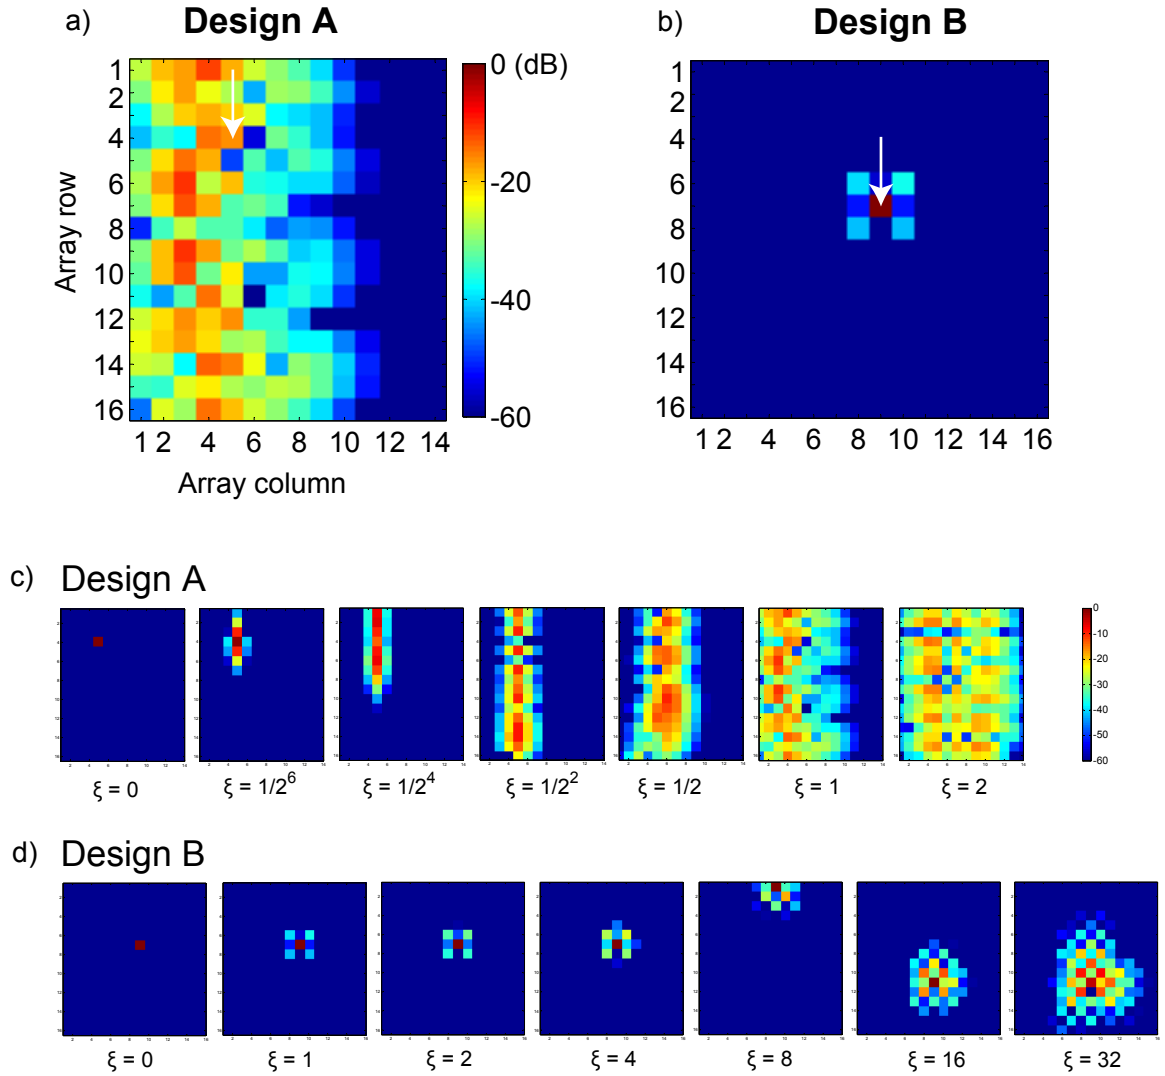 a) Design A
b) Design B
0 (dB)
-20
-40
-60
Array row
1
2
4
6
8
10
12
14
16
1 2 4 6 8 10 12 14
Array column
1
2
4
6
8
10
12
14
16
1 2 4 6 8 10 12 14 16
c) Design A
0
-10
-20
-30
-40
-50
-60
ξ = 0 ξ = 1/2⁶ ξ = 1/2⁴ ξ = 1/2² ξ = 1/2 ξ = 1 ξ = 2
d) Design B
ξ = 0 ξ = 1 ξ = 2 ξ = 4 ξ = 8 ξ = 16 ξ = 32